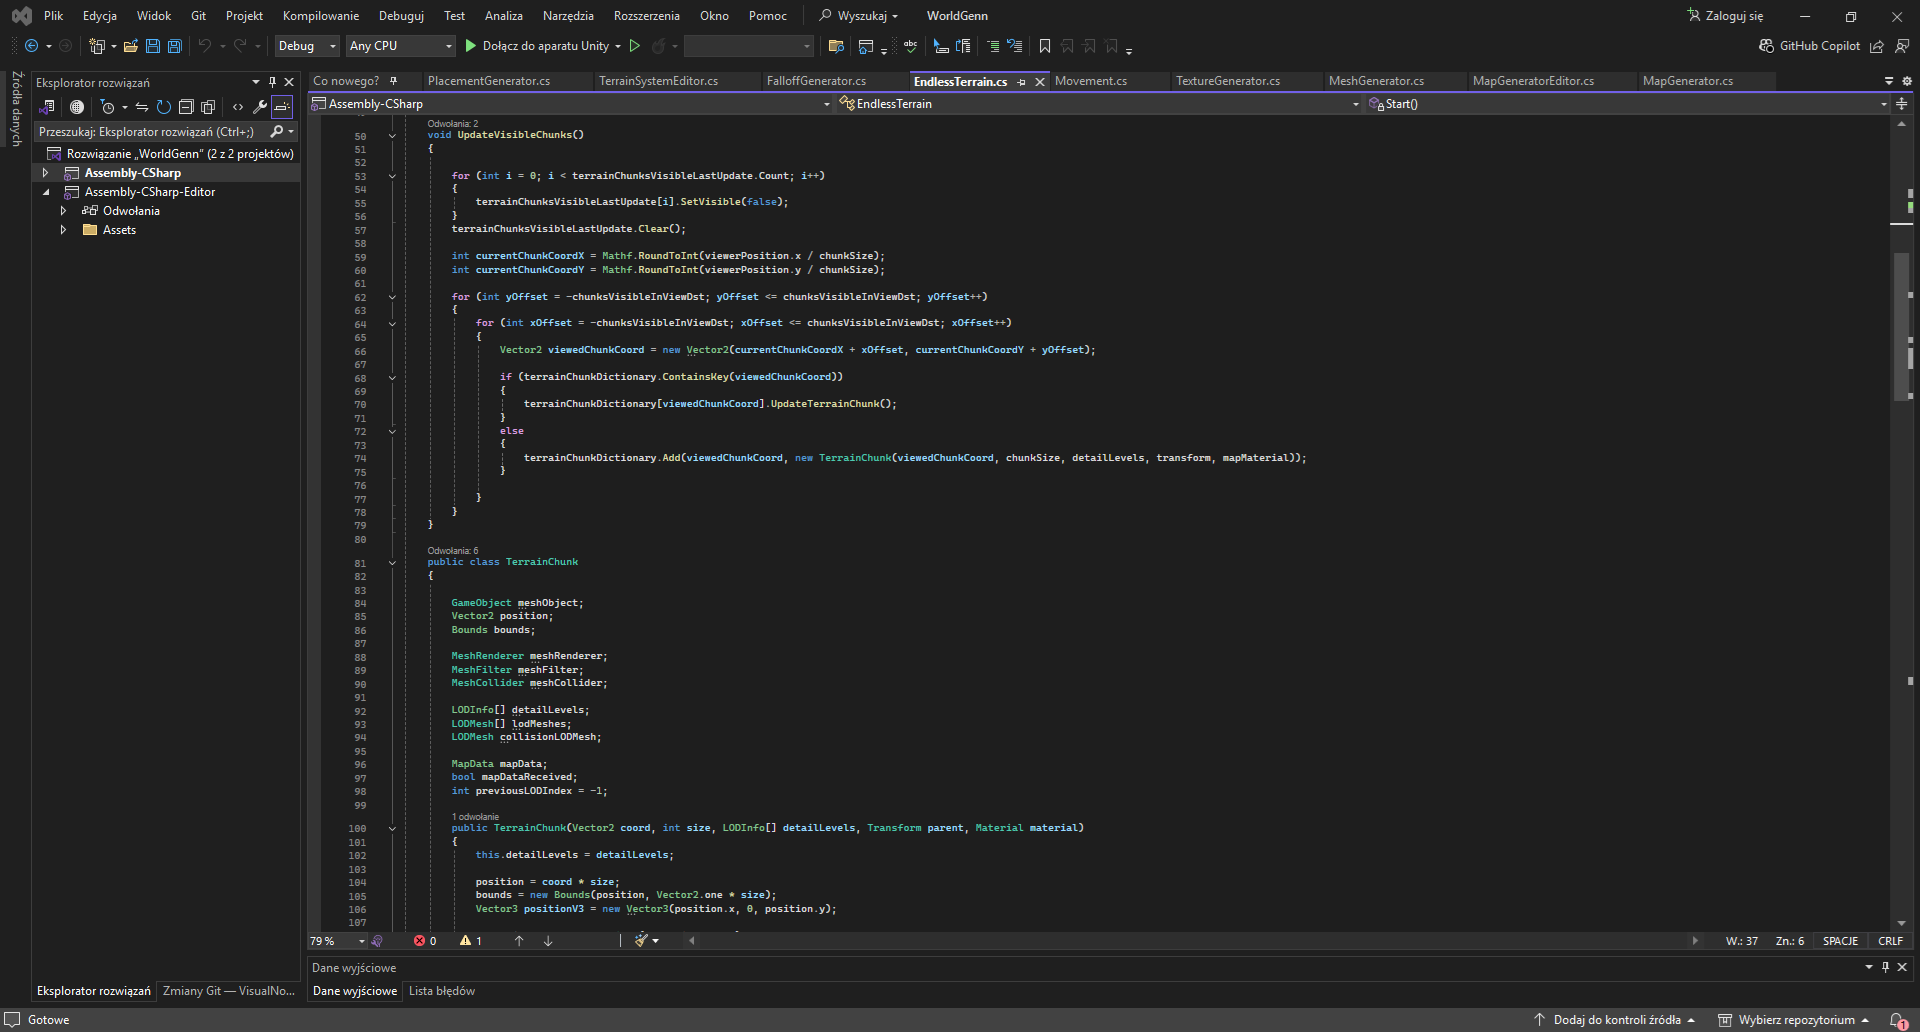 Plik Edycja Widok Git Projekt Kompilowanie Debuguj Test Analiza Narzędzia Rozszerzenia Okno Pomoc Wyszukaj WorldGenn Zaloguj się
Debug Any CPU Dołącz do aparatu Unity GitHub Copilot
Źródła danych
Eksplorator rozwiązań
Przeszukaj: Eksplorator rozwiązań (Ctrl+;)
Rozwiązanie „WorldGenn” (2 z 2 projektów)
Assembly-CSharp
Assembly-CSharp-Editor
Odwołania
Assets
Eksplorator rozwiązań Zmiany Git — VisualNo...
Co nowego? PlacementGenerator.cs TerrainSystemEditor.cs FalloffGenerator.cs EndlessTerrain.cs Movement.cs TextureGenerator.cs MeshGenerator.cs MapGeneratorEditor.cs MapGenerator.cs
Assembly-CSharp EndlessTerrain Start()
Odwołania: 2
50 void UpdateVisibleChunks()
51 {
52
53 for (int i = 0; i < terrainChunksVisibleLastUpdate.Count; i++)
54 {
55 terrainChunksVisibleLastUpdate[i].SetVisible(false);
56 }
57 terrainChunksVisibleLastUpdate.Clear();
58
59 int currentChunkCoordX = Mathf.RoundToInt(viewerPosition.x / chunkSize);
60 int currentChunkCoordY = Mathf.RoundToInt(viewerPosition.y / chunkSize);
61
62 for (int yOffset = -chunksVisibleInViewDst; yOffset <= chunksVisibleInViewDst; yOffset++)
63 {
64 for (int xOffset = -chunksVisibleInViewDst; xOffset <= chunksVisibleInViewDst; xOffset++)
65 {
66 Vector2 viewedChunkCoord = new Vector2(currentChunkCoordX + xOffset, currentChunkCoordY + yOffset);
67
68 if (terrainChunkDictionary.ContainsKey(viewedChunkCoord))
69 {
70 terrainChunkDictionary[viewedChunkCoord].UpdateTerrainChunk();
71 }
72 else
73 {
74 terrainChunkDictionary.Add(viewedChunkCoord, new TerrainChunk(viewedChunkCoord, chunkSize, detailLevels, transform, mapMaterial));
75 }
76
77 }
78 }
79 }
80
Odwołania: 6
81 public class TerrainChunk
82 {
83
84 GameObject meshObject;
85 Vector2 position;
86 Bounds bounds;
87
88 MeshRenderer meshRenderer;
89 MeshFilter meshFilter;
90 MeshCollider meshCollider;
91
92 LODInfo[] detailLevels;
93 LODMesh[] lodMeshes;
94 LODMesh collisionLODMesh;
95
96 MapData mapData;
97 bool mapDataReceived;
98 int previousLODIndex = -1;
99
1 odwołanie
100 public TerrainChunk(Vector2 coord, int size, LODInfo[] detailLevels, Transform parent, Material material)
101 {
102 this.detailLevels = detailLevels;
103
104 position = coord * size;
105 bounds = new Bounds(position, Vector2.one * size);
106 Vector3 positionV3 = new Vector3(position.x, 0, position.y);
107
79 % 0 1 W.: 37 Zn.: 6 SPACJE CRLF
Dane wyjściowe
Dane wyjściowe Lista błędów
Gotowe Dodaj do kontroli źródła Wybierz repozytorium 1